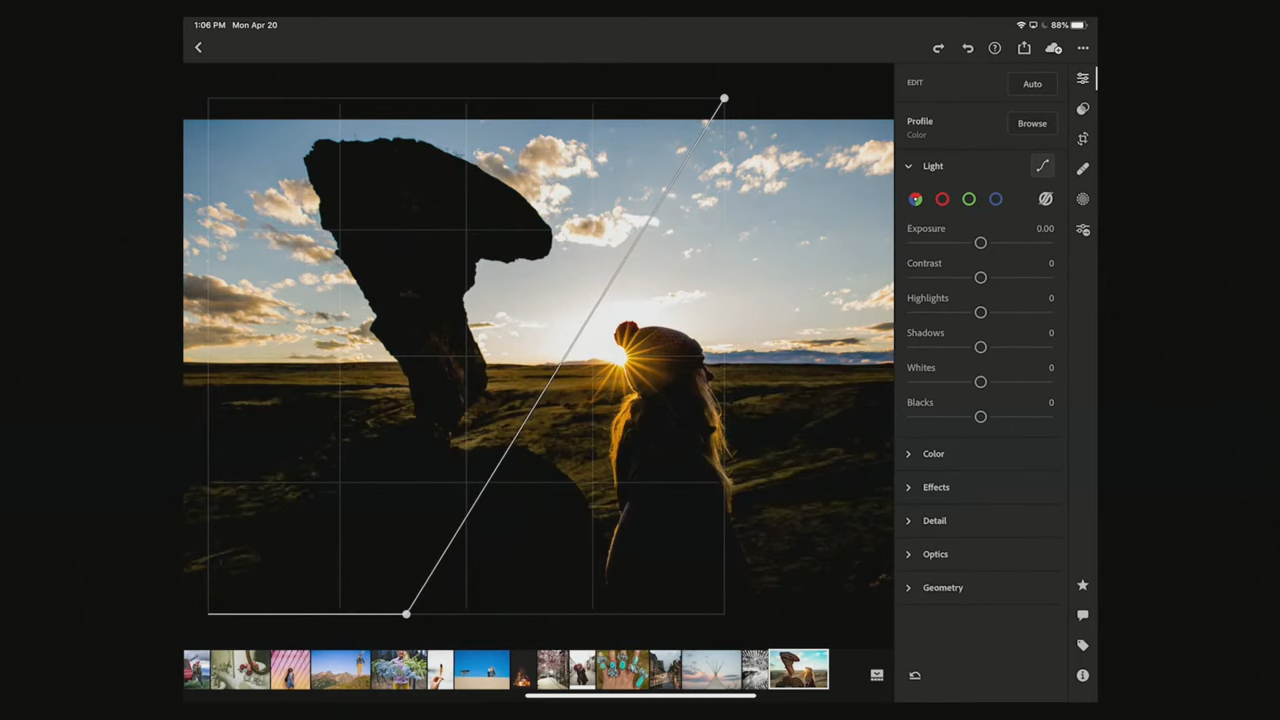 1:06 PM Mon Apr 20
88%
EDIT
Auto
Profile
Color
Browse
Light
Exposure 0.00
Contrast 0
Highlights 0
Shadows 0
Whites 0
Blacks 0
Color
Effects
Detail
Optics
Geometry